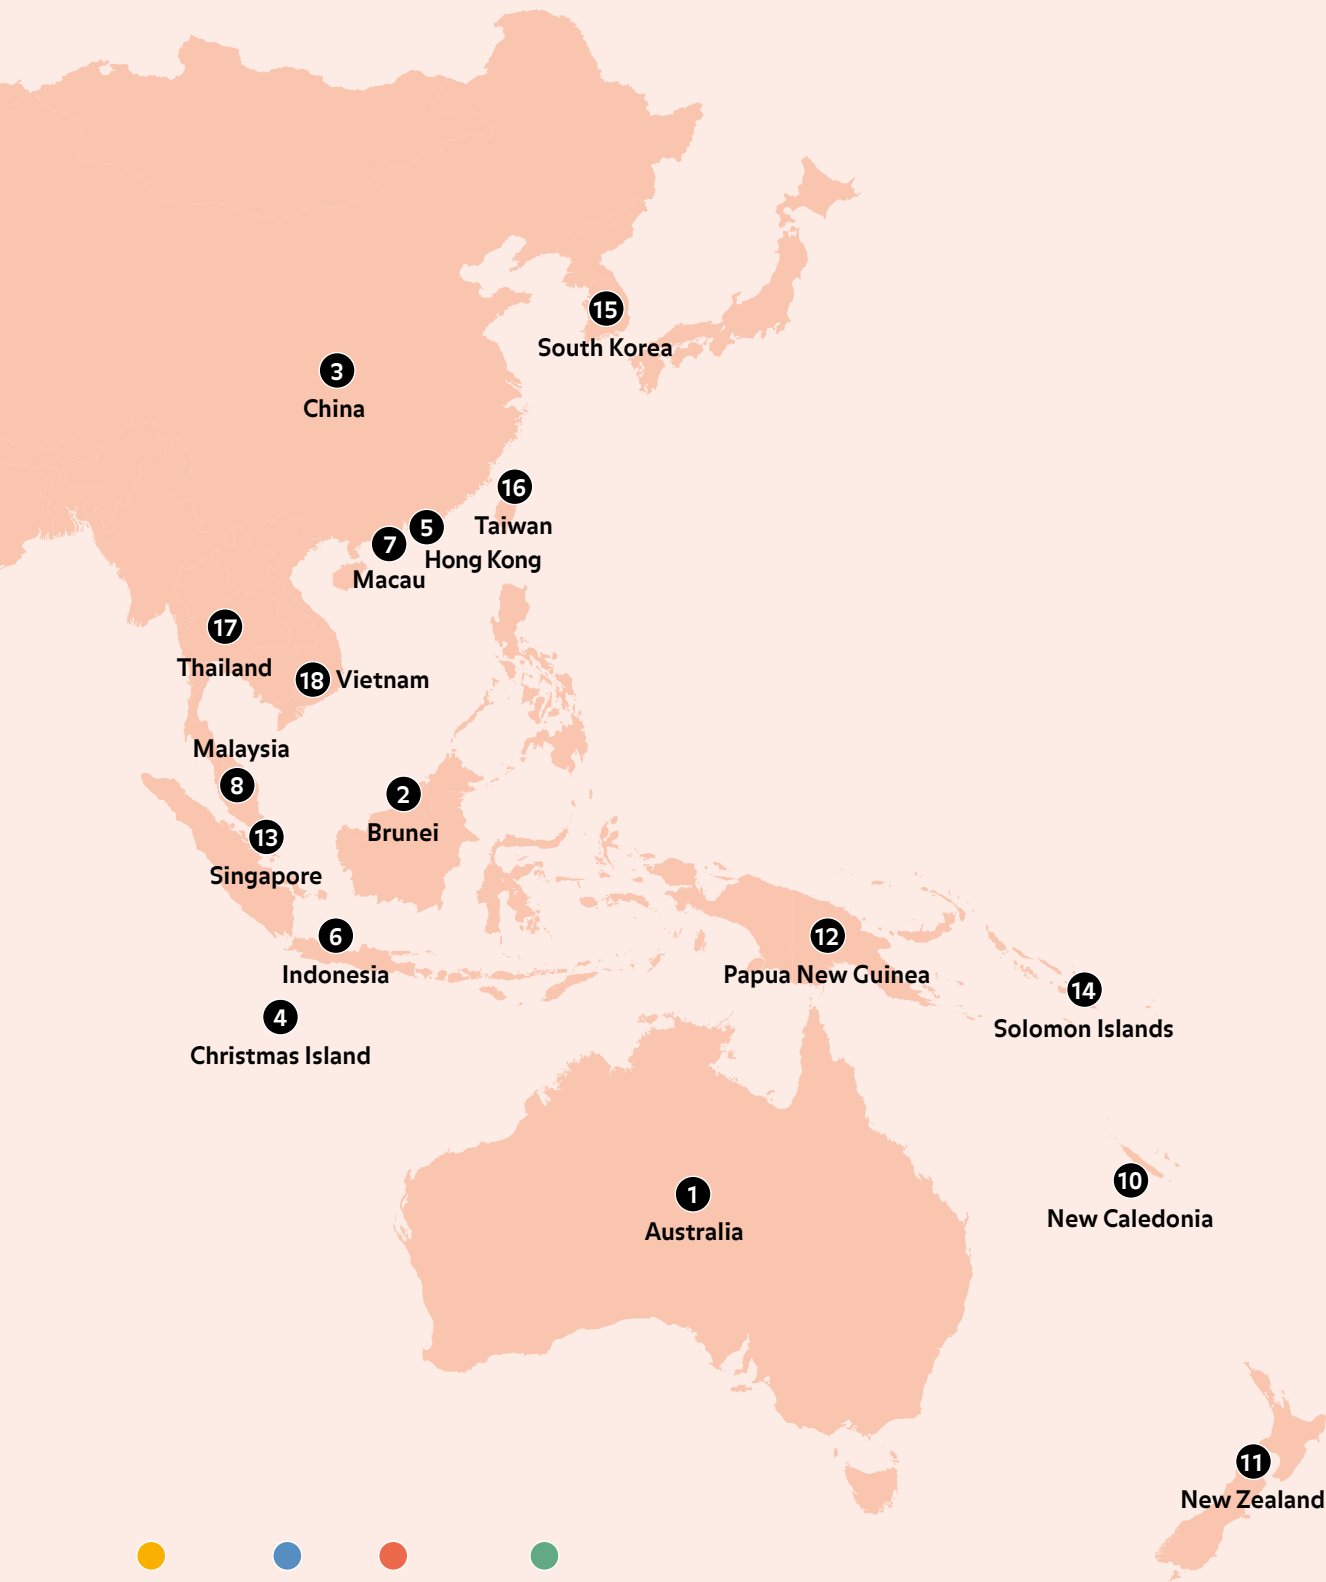 15
South Korea
3
China
16
Taiwan
5
Hong Kong
7
Macau
17
Thailand
18 Vietnam
Malaysia
8
2
Brunei
13
Singapore
6
Indonesia
12
Papua New Guinea
14
Solomon Islands
4
Christmas Island
10
New Caledonia
1
Australia
11
New Zealand